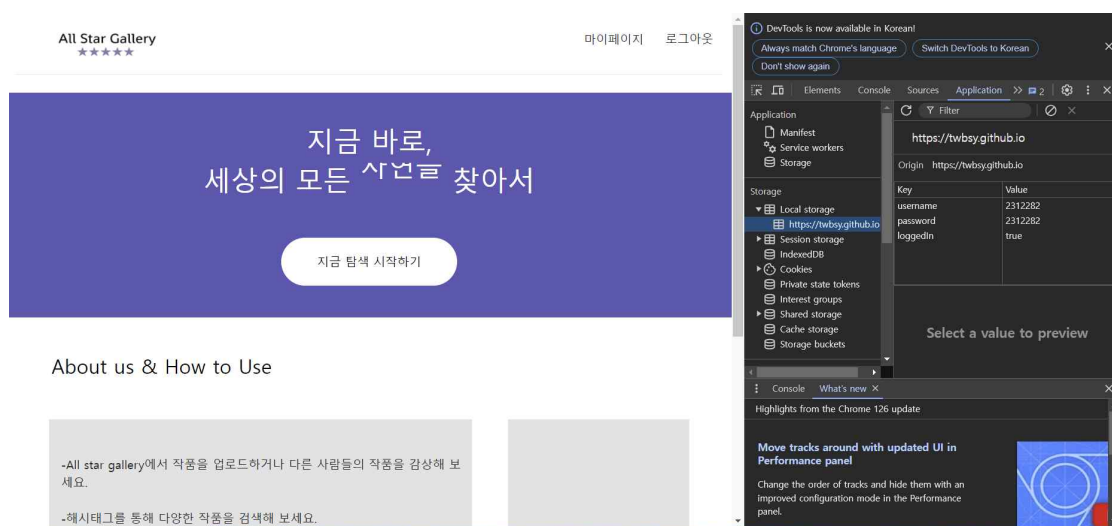 All Star Gallery
★★★★★
마이페이지 로그아웃
지금 바로,
세상의 모든 사연을 찾아서
지금 탐색 시작하기
About us & How to Use
-All star gallery에서 작품을 업로드하거나 다른 사람들의 작품을 감상해 보
세요.
-해시태그를 통해 다양한 작품을 검색해 보세요.
DevTools is now available in Korean!
Always match Chrome's language
Switch DevTools to Korean
Don't show again
Elements Console Sources Application 2
Application
Manifest
Service workers
Storage
Storage
Local storage
https://twbsy.github.io
Session storage
IndexedDB
Cookies
Private state tokens
Interest groups
Shared storage
Cache storage
Storage buckets
Filter
https://twbsy.github.io
Origin https://twbsy.github.io
Key Value
username 2312282
password 2312282
loggedIn true
Select a value to preview
Console What's new
Highlights from the Chrome 126 update
Move tracks around with updated UI in
Performance panel
Change the order of tracks and hide them with an
improved configuration mode in the Performance
panel.